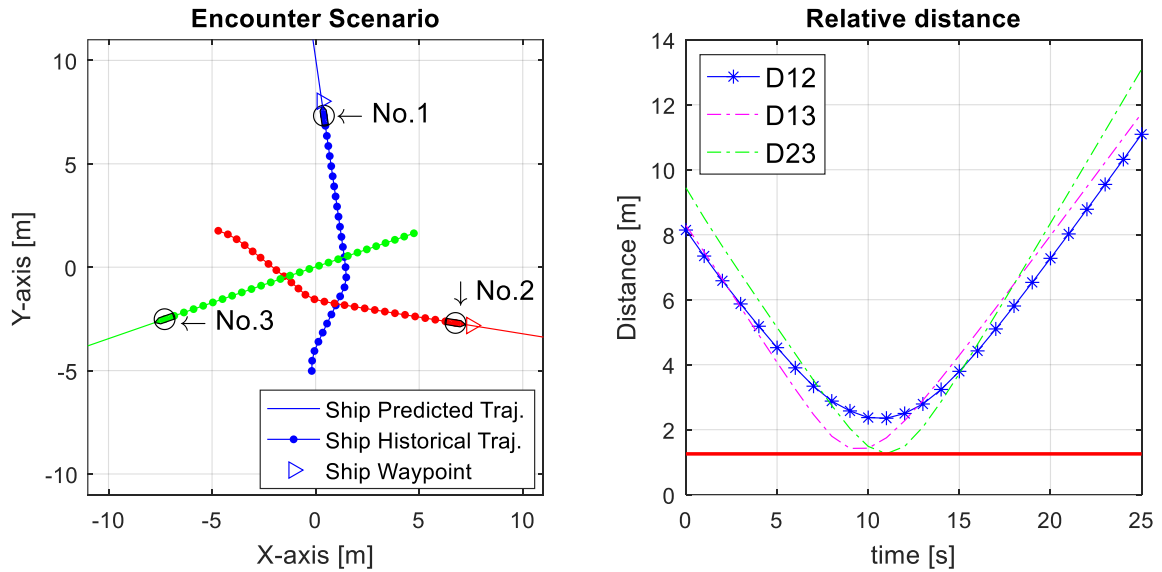 Encounter Scenario
10
5
0
-5
-10
Y-axis [m]
← No.1
↓ No.2
← No.3
Ship Predicted Traj.
Ship Historical Traj.
Ship Waypoint
-10 -5 0 5 10
X-axis [m]
Relative distance
14
12
10
8
6
4
2
0
Distance [m]
D12
D13
D23
0 5 10 15 20 25
time [s]